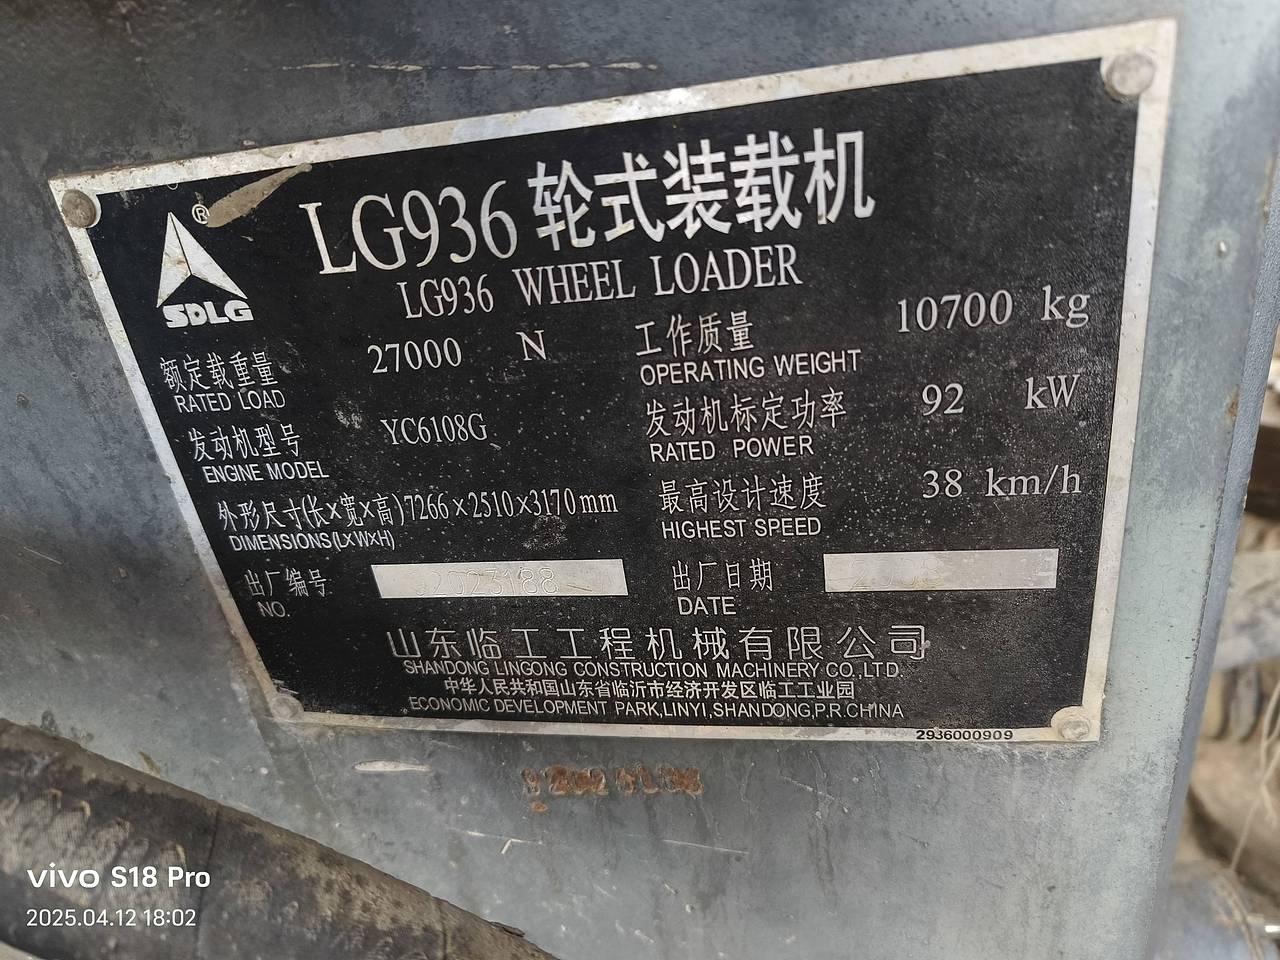 ®
SDLG
LG936 轮式装载机
LG936 WHEEL LOADER
额定载重量 27000 N
RATED LOAD
工作质量 10700 kg
OPERATING WEIGHT
发动机型号 YC6108G
ENGINE MODEL
发动机标定功率 92 kW
RATED POWER
外形尺寸(长×宽×高)7266×2510×3170mm
DIMENSIONS(L×W×H)
最高设计速度 38 km/h
HIGHEST SPEED
出厂编号
NO.
出厂日期
DATE
山东临工工程机械有限公司
SHANDONG LINGONG CONSTRUCTION MACHINERY CO.,LTD.
中华人民共和国山东省临沂市经济开发区临工工业园
ECONOMIC DEVELOPMENT PARK,LINYI,SHANDONG,P.R.CHINA
2936000909
vivo S18 Pro
2025.04.12 18:02